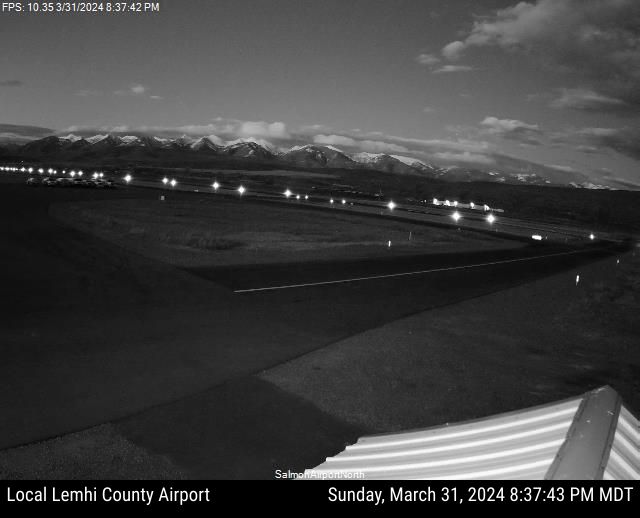 FPS: 10.35 3/31/2024 8:37:42 PM
SalmonAirportNorth
Local Lemhi County Airport Sunday, March 31, 2024 8:37:43 PM MDT